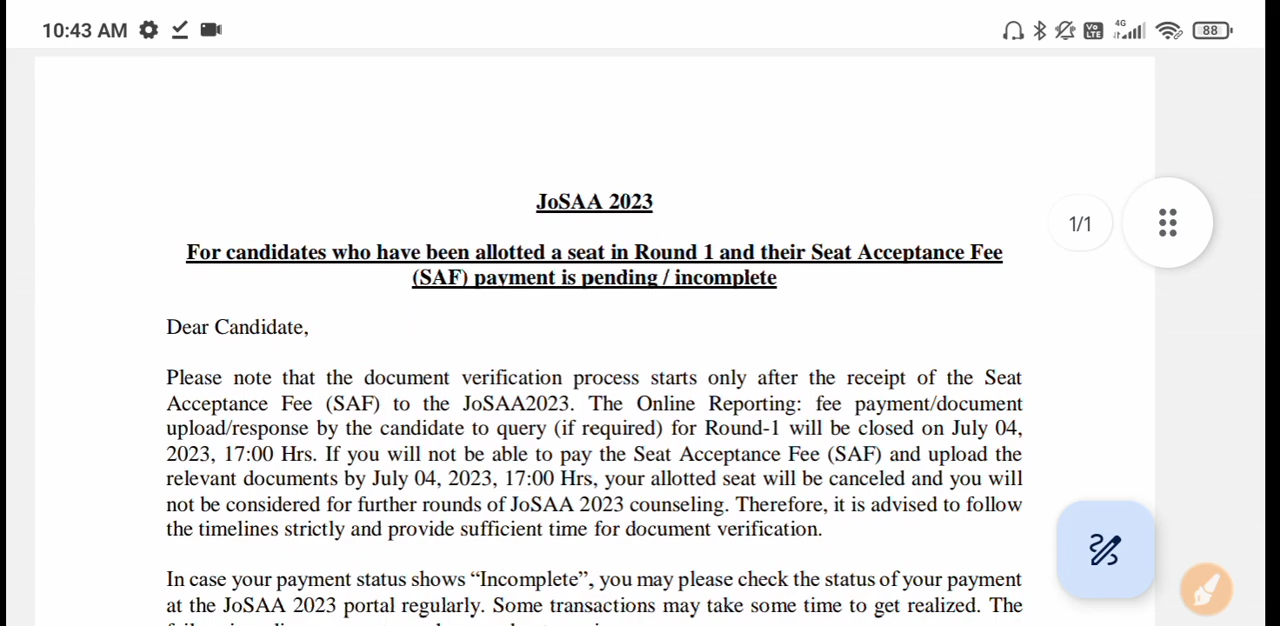 10:43 AM
Vo LTE 4G 88
1/1
JoSAA 2023
For candidates who have been allotted a seat in Round 1 and their Seat Acceptance Fee
(SAF) payment is pending / incomplete
Dear Candidate,
Please note that the document verification process starts only after the receipt of the Seat
Acceptance Fee (SAF) to the JoSAA2023. The Online Reporting: fee payment/document
upload/response by the candidate to query (if required) for Round-1 will be closed on July 04,
2023, 17:00 Hrs. If you will not be able to pay the Seat Acceptance Fee (SAF) and upload the
relevant documents by July 04, 2023, 17:00 Hrs, your allotted seat will be canceled and you will
not be considered for further rounds of JoSAA 2023 counseling. Therefore, it is advised to follow
the timelines strictly and provide sufficient time for document verification.
In case your payment status shows “Incomplete”, you may please check the status of your payment
at the JoSAA 2023 portal regularly. Some transactions may take some time to get realized. The